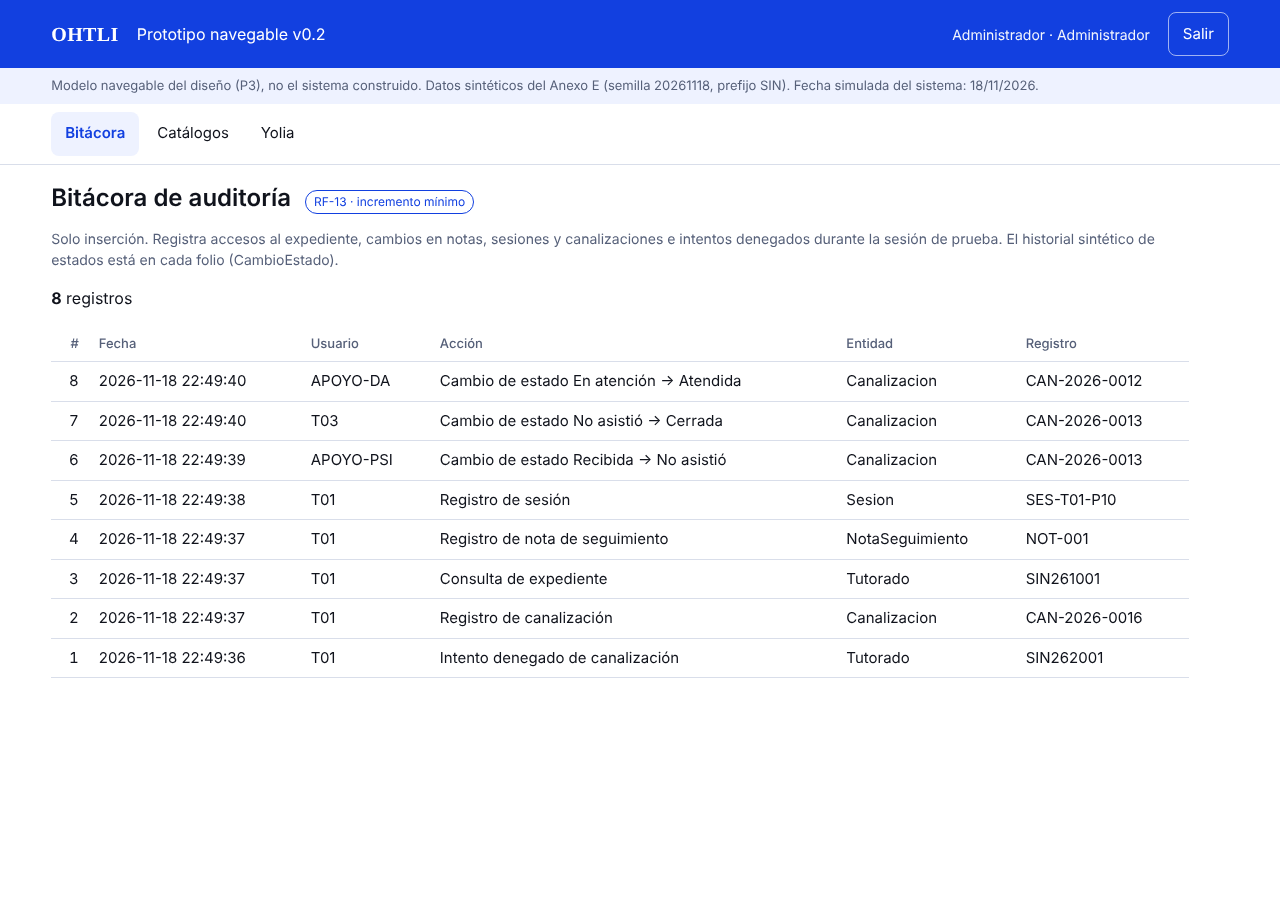 OHTLI Prototipo navegable v0.2 Administrador · Administrador Salir
Modelo navegable del diseño (P3), no el sistema construido. Datos sintéticos del Anexo E (semilla 20261118, prefijo SIN). Fecha simulada del sistema: 18/11/2026.
Bitácora Catálogos Yolia
Bitácora de auditoría RF-13 · incremento mínimo
Solo inserción. Registra accesos al expediente, cambios en notas, sesiones y canalizaciones e intentos denegados durante la sesión de prueba. El historial sintético de
estados está en cada folio (CambioEstado).
8 registros
# Fecha Usuario Acción Entidad Registro
8 2026-11-18 22:49:40 APOYO-DA Cambio de estado En atención → Atendida Canalizacion CAN-2026-0012
7 2026-11-18 22:49:40 T03 Cambio de estado No asistió → Cerrada Canalizacion CAN-2026-0013
6 2026-11-18 22:49:39 APOYO-PSI Cambio de estado Recibida → No asistió Canalizacion CAN-2026-0013
5 2026-11-18 22:49:38 T01 Registro de sesión Sesion SES-T01-P10
4 2026-11-18 22:49:37 T01 Registro de nota de seguimiento NotaSeguimiento NOT-001
3 2026-11-18 22:49:37 T01 Consulta de expediente Tutorado SIN261001
2 2026-11-18 22:49:37 T01 Registro de canalización Canalizacion CAN-2026-0016
1 2026-11-18 22:49:36 T01 Intento denegado de canalización Tutorado SIN262001